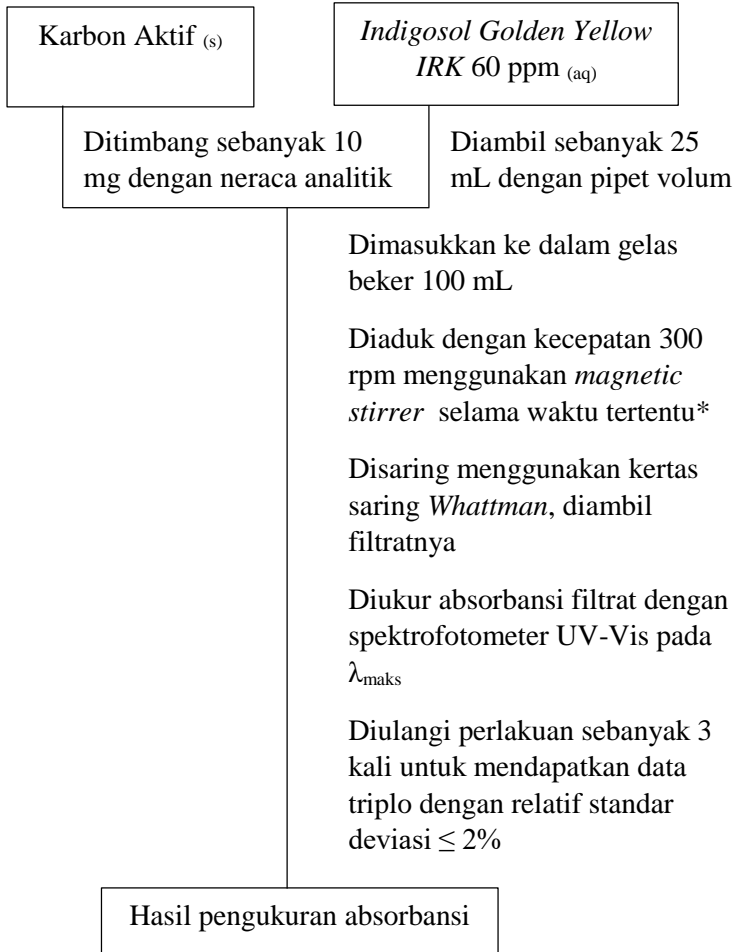 Karbon Aktif (s)
Indigosol Golden Yellow
IRK 60 ppm (aq)
Ditimbang sebanyak 10
mg dengan neraca analitik
Diambil sebanyak 25
mL dengan pipet volum
Dimasukkan ke dalam gelas
beker 100 mL
Diaduk dengan kecepatan 300
rpm menggunakan magnetic
stirrer selama waktu tertentu*
Disaring menggunakan kertas
saring Whattman, diambil
filtratnya
Diukur absorbansi filtrat dengan
spektrofotometer UV-Vis pada
λmaks
Diulangi perlakuan sebanyak 3
kali untuk mendapatkan data
triplo dengan relatif standar
deviasi ≤ 2%
Hasil pengukuran absorbansi